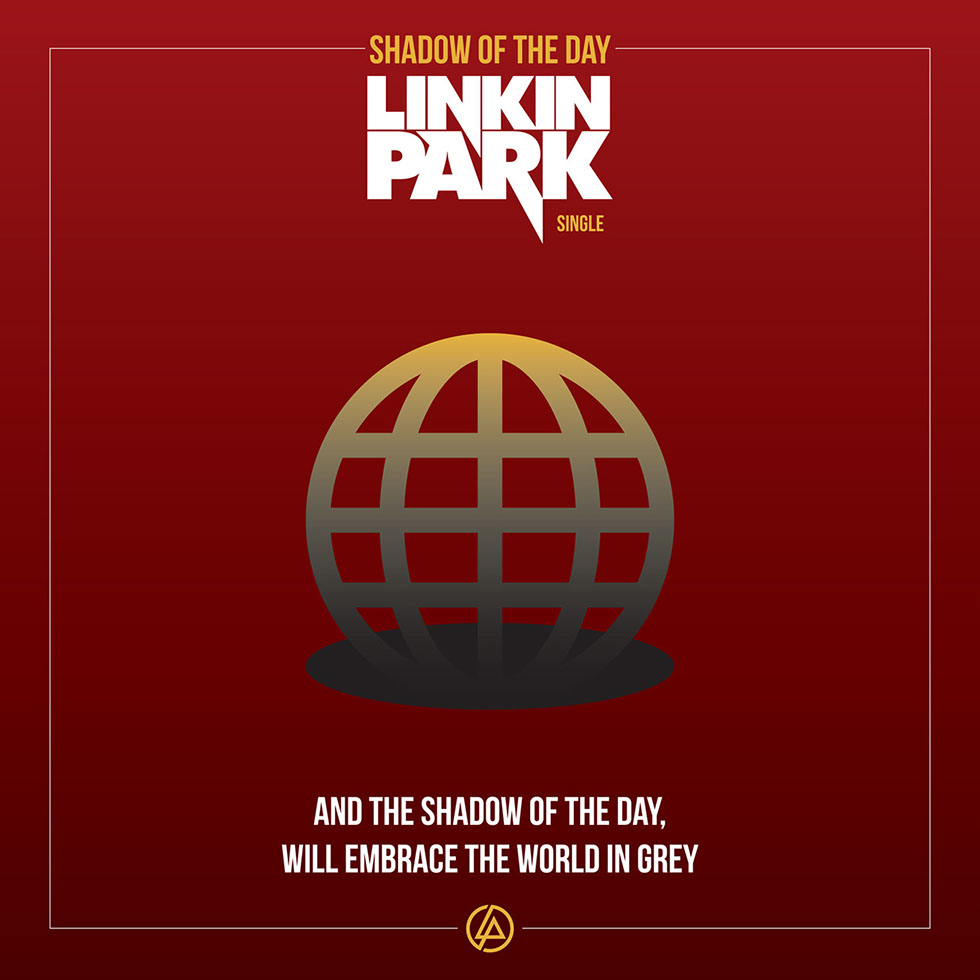 SHADOW OF THE DAY
LINKIN
PARK
SINGLE
AND THE SHADOW OF THE DAY,
WILL EMBRACE THE WORLD IN GREY